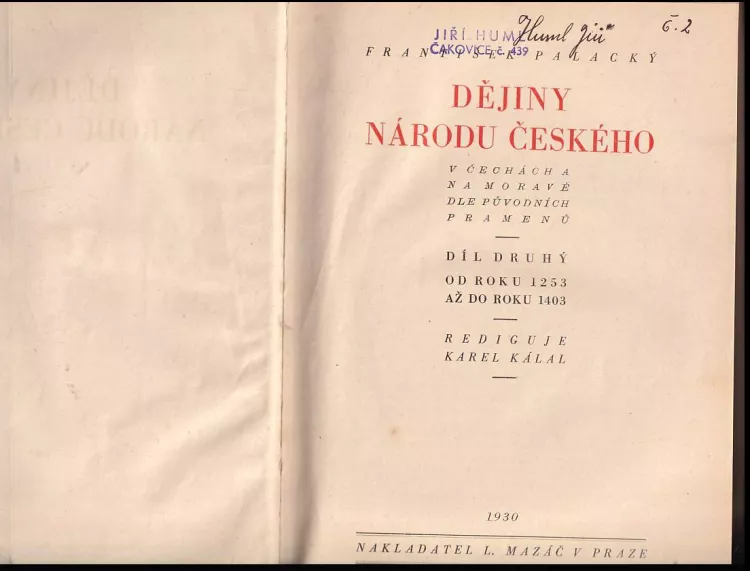 JIŘÍ HUML Huml Jiří č. 2
ČAKOVICE, č. 439
FRANTIŠEK PALACKÝ
DĚJINY
NÁRODU ČESKÉHO
V ČECHÁCH A
NA MORAVĚ
DLE PŮVODNÍCH
PRAMENŮ
DÍL DRUHÝ
OD ROKU 1253
AŽ DO ROKU 1403
REDIGUJE
KAREL KÁLAL
1930
NAKLADATEL L. MAZÁČ V PRAZE